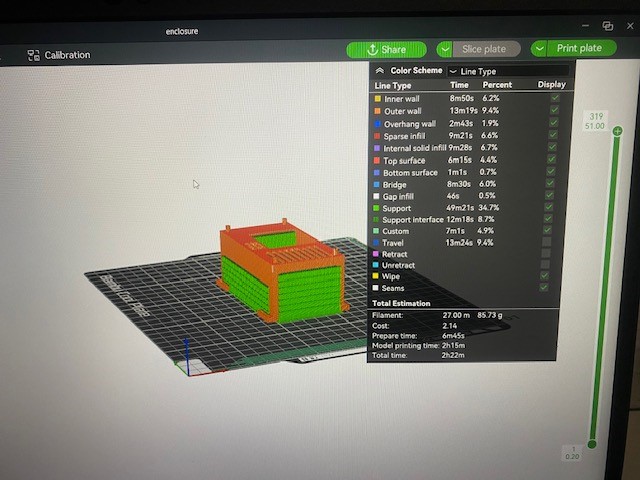 enclosure
Calibration
Share
Slice plate
Print plate
Color Scheme Line Type
Line Type Time Percent Display
Inner wall 8m50s 6.2%
Outer wall 13m19s 9.4%
Overhang wall 2m43s 1.9%
Sparse infill 9m21s 6.6%
Internal solid infill 9m28s 6.7%
Top surface 6m15s 4.4%
Bottom surface 1m1s 0.7%
Bridge 8m30s 6.0%
Gap infill 46s 0.5%
Support 49m21s 34.7%
Support interface 12m18s 8.7%
Custom 7m1s 4.9%
Travel 13m24s 9.4%
Retract
Unretract
Wipe
Seams
Total Estimation
Filament: 27.00 m 85.73 g
Cost: 2.14
Prepare time: 6m45s
Model printing time: 2h15m
Total time: 2h22m
319
51.00
1
0.20